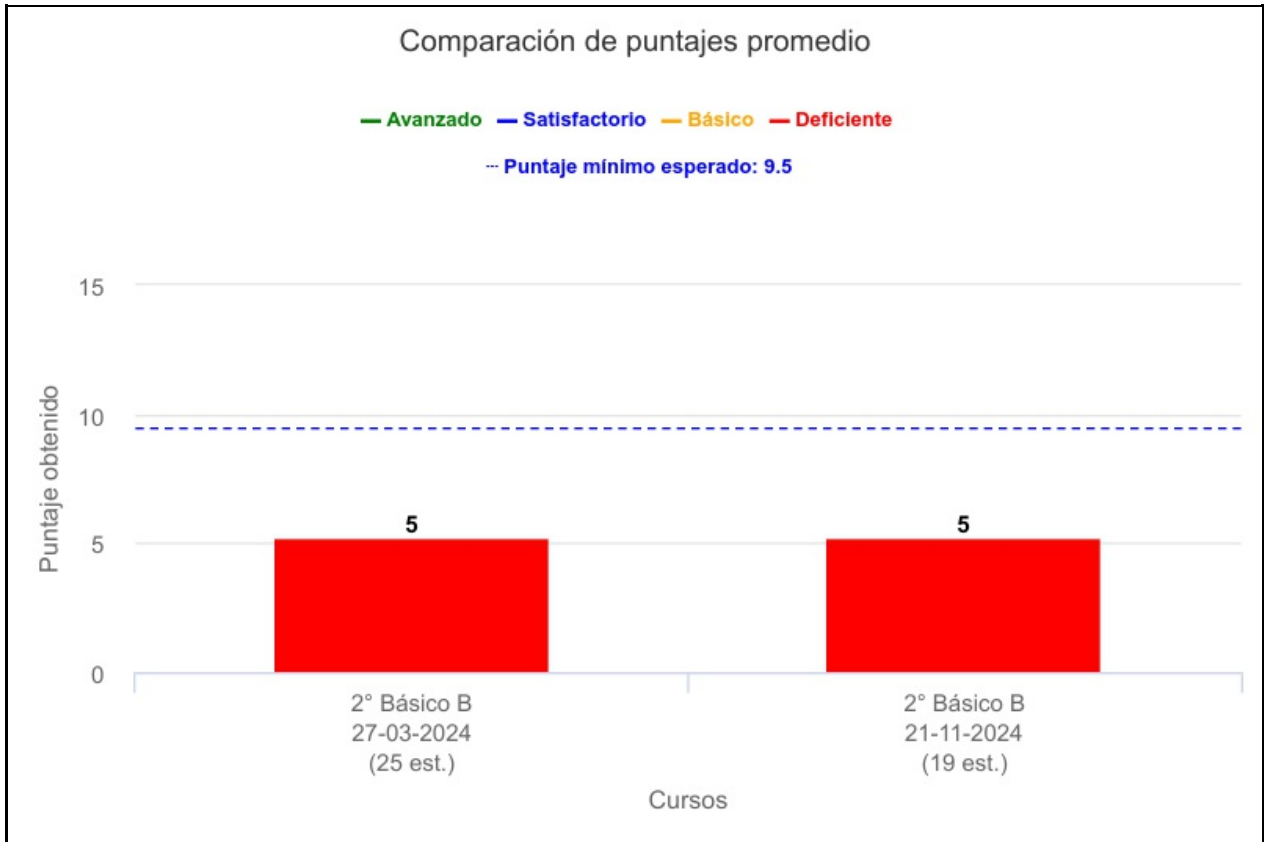 Comparación de puntajes promedio
Avanzado Satisfactorio Básico Deficiente
Puntaje mínimo esperado: 9.5
15
10
5
0
Puntaje obtenido
5
5
2° Básico B
27-03-2024
(25 est.)
2° Básico B
21-11-2024
(19 est.)
Cursos